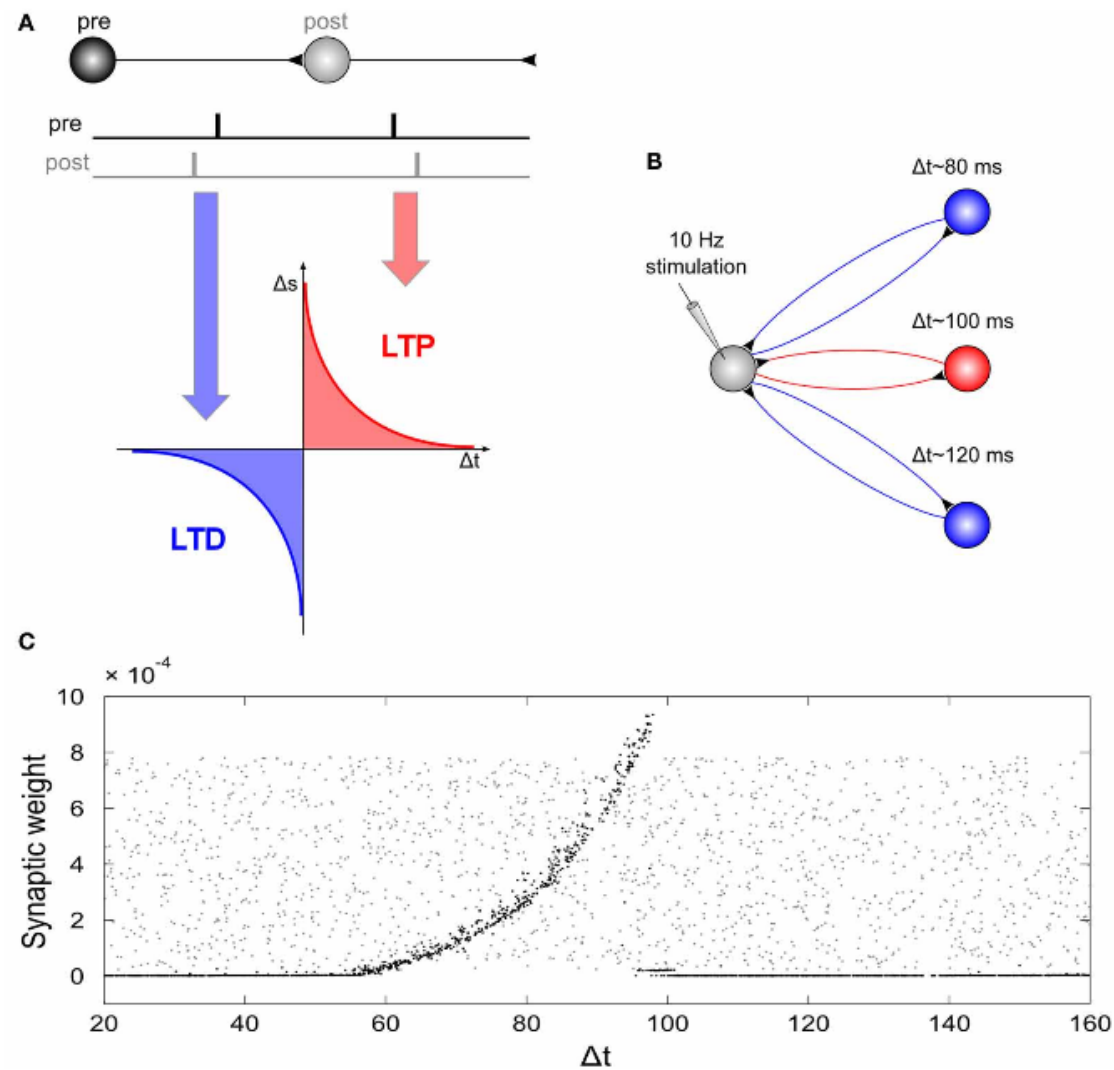 A
pre
post
pre
post
Δs
LTP
Δt
LTD
B
Δt~80 ms
10 Hz
stimulation
Δt~100 ms
Δt~120 ms
C
× 10⁻⁴
10
8
6
4
2
0
Synaptic weight
20 40 60 80 100 120 140 160
Δt